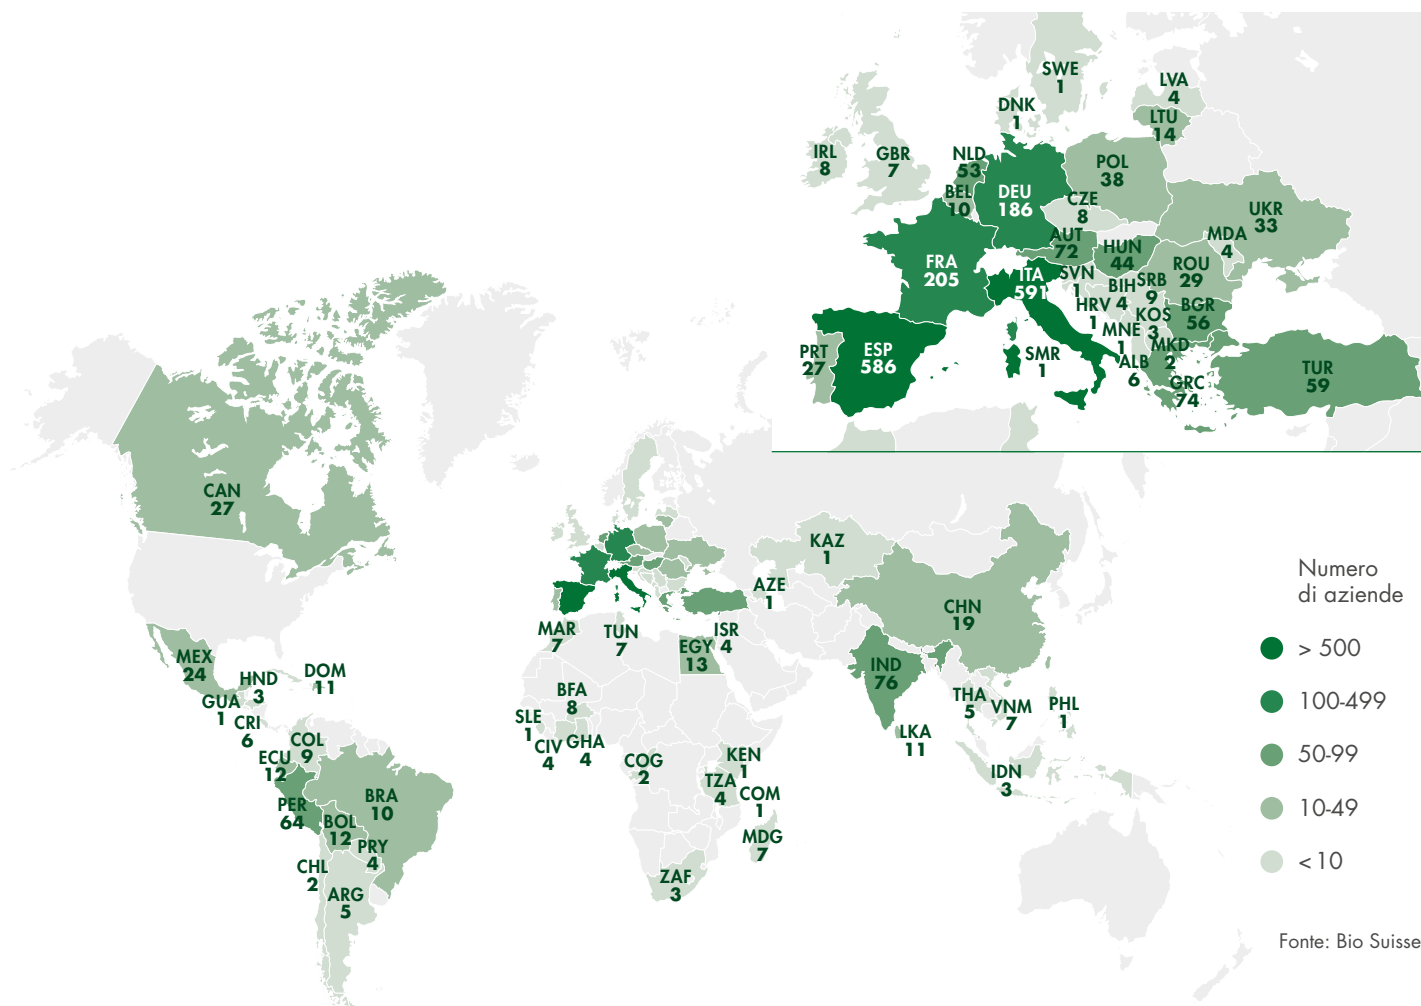 SWE
1
LVA
4
DNK
1
LTU
14
IRL
8
GBR
7
NLD
53
POL
38
DEU
186
BEL
10
CZE
8
UKR
33
AUT
72
HUN
44
MDA
4
FRA
205
ITA
591
SVN
1
ROU
29
BIH
4
SRB
9
HRV
1
BGR
56
KOS
3
MNE
1
MKD
2
PRT
27
ESP
586
SMR
1
ALB
6
GRC
74
TUR
59
CAN
27
KAZ
1
AZE
1
CHN
19
MAR
7
TUN
7
ISR
4
EGY
13
MEX
24
HND
3
DOM
11
GUA
1
CRI
6
IND
76
BFA
8
THA
5
VNM
7
PHL
1
SLE
1
CIV
4
GHA
4
LKA
11
COL
9
ECU
12
COG
2
KEN
1
IDN
3
TZA
4
COM
1
PER
64
BRA
10
BOL
12
PRY
4
MDG
7
CHL
2
ARG
5
ZAF
3
Numero
di aziende
> 500
100-499
50-99
10-49
< 10
Fonte: Bio Suisse